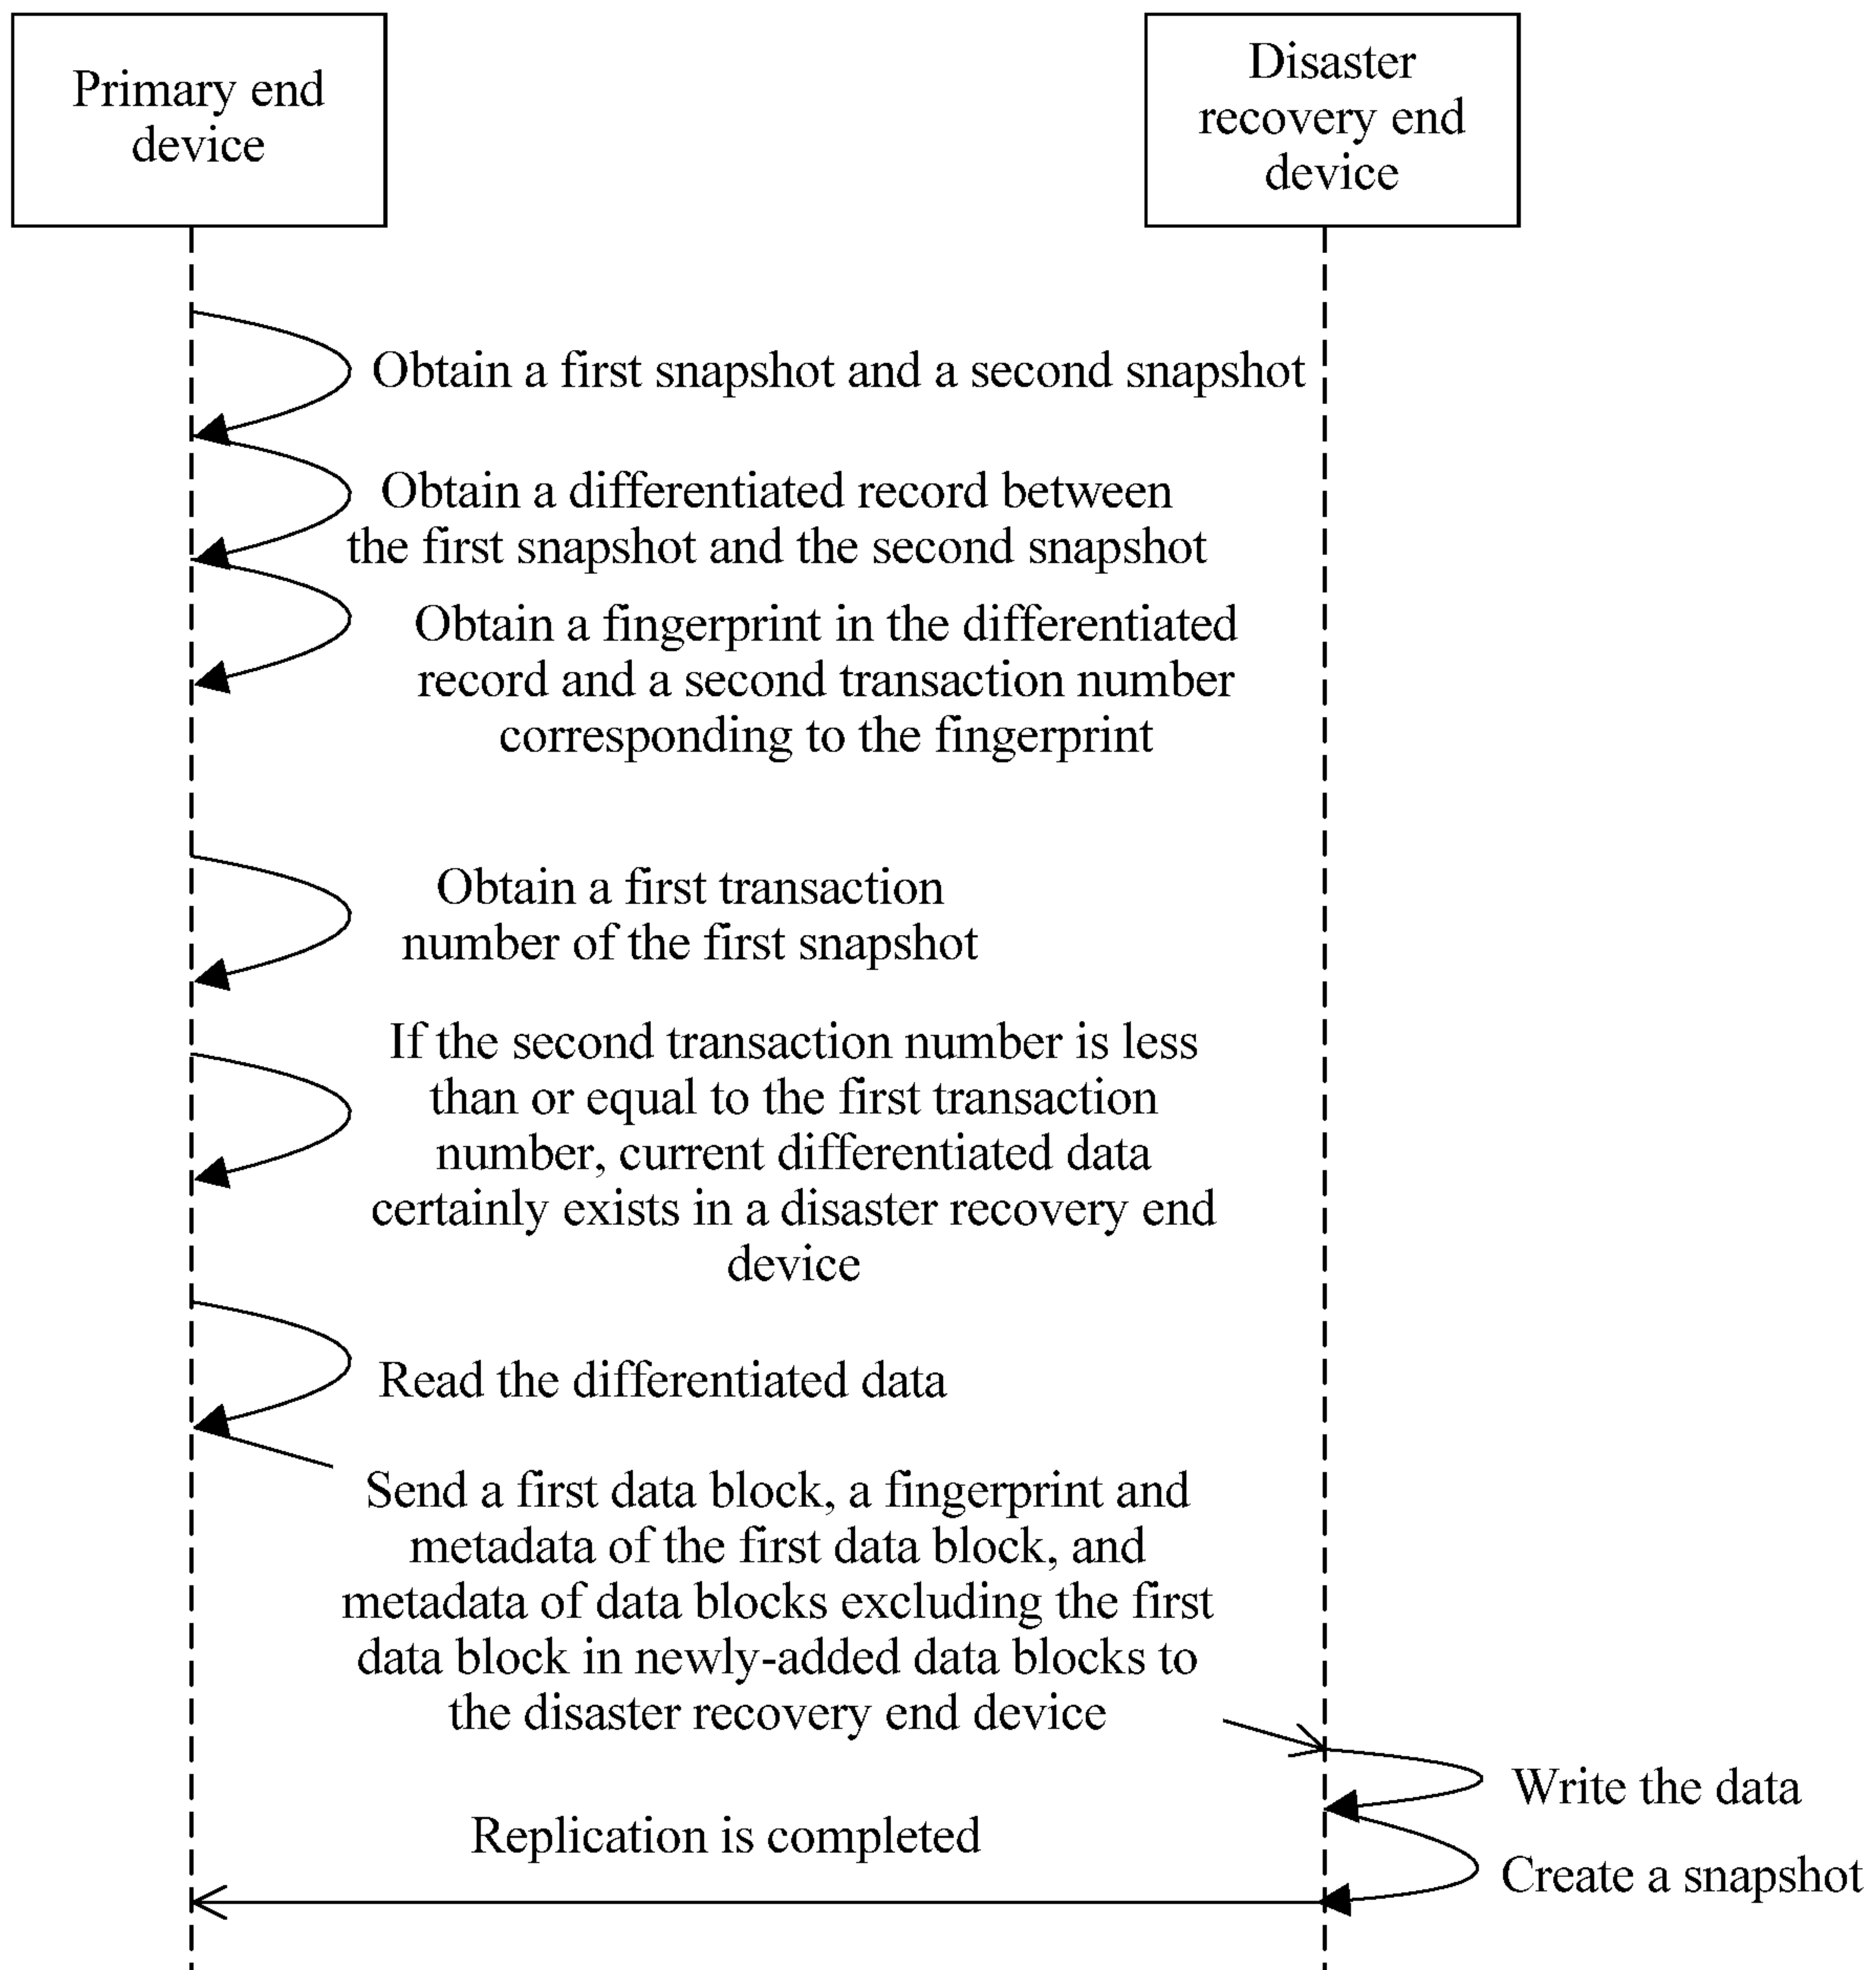 Primary end
device
Disaster
recovery end
device
Obtain a first snapshot and a second snapshot
Obtain a differentiated record between
the first snapshot and the second snapshot
Obtain a fingerprint in the differentiated
record and a second transaction number
corresponding to the fingerprint
Obtain a first transaction
number of the first snapshot
If the second transaction number is less
than or equal to the first transaction
number, current differentiated data
certainly exists in a disaster recovery end
device
Read the differentiated data
Send a first data block, a fingerprint and
metadata of the first data block, and
metadata of data blocks excluding the first
data block in newly-added data blocks to
the disaster recovery end device
Write the data
Replication is completed
Create a snapshot